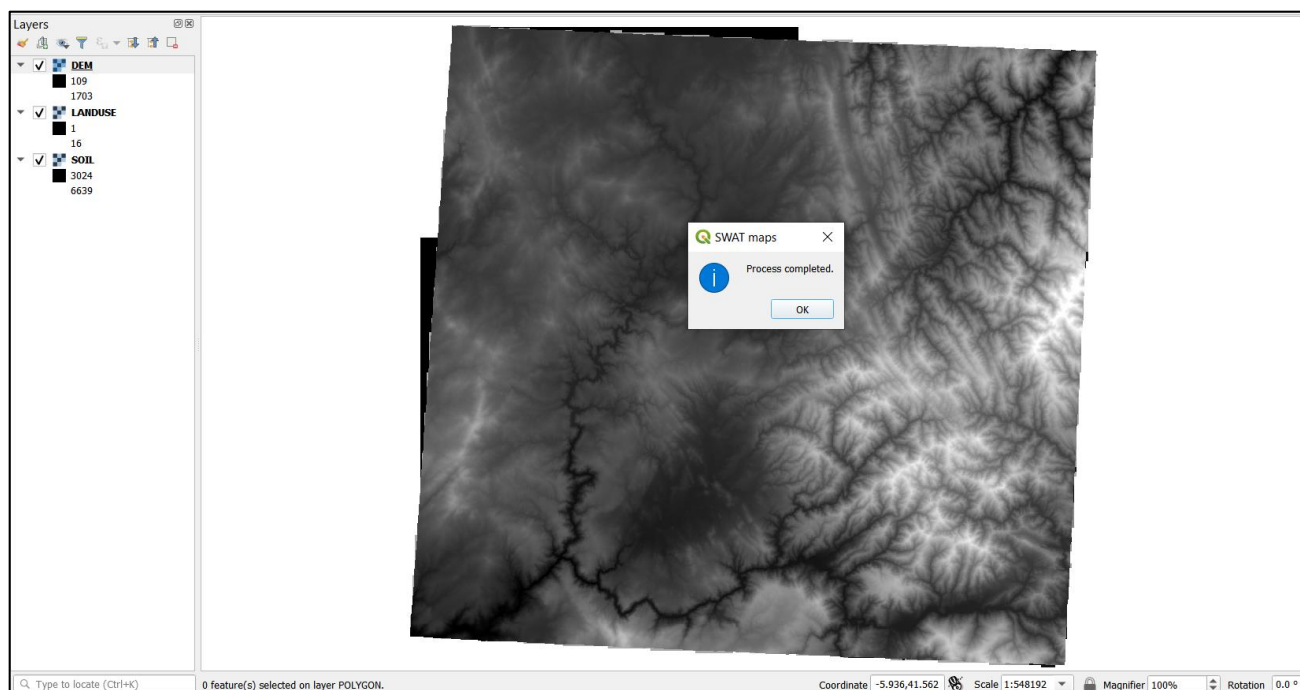 Layers
DEM
109
1703
LANDUSE
1
16
SOIL
3024
6639
SWAT maps
Process completed.
OK
Type to locate (Ctrl+K)
0 feature(s) selected on layer POLYGON.
Coordinate -5.936,41.562
Scale 1:548192
Magnifier 100%
Rotation 0.0 °